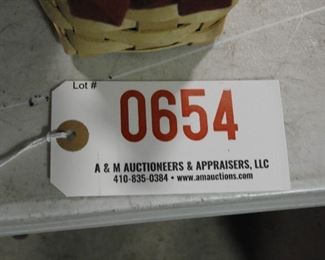 Lot #
0654
A & M AUCTIONEERS & APPRAISERS, LLC
410-835-0384 • www.amauctions.com